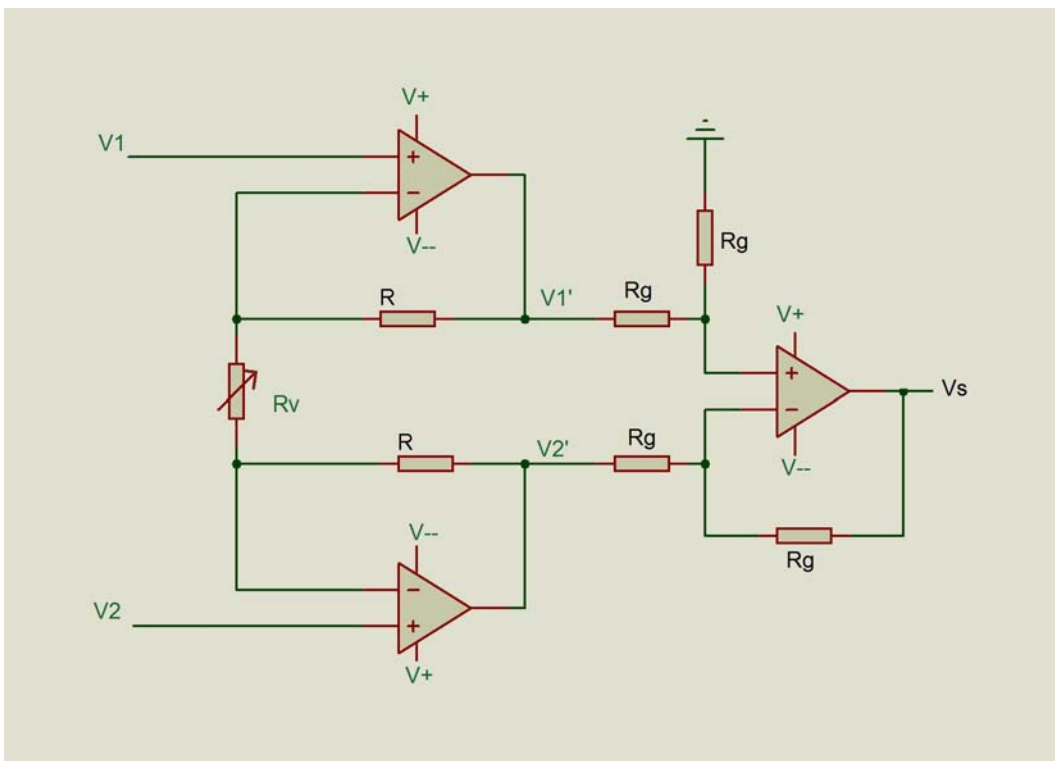 V+
V1
+
-
V--
Rg
R
V1'
Rg
V+
Rv
+
-
Vs
R
V2'
Rg
V--
V--
Rg
-
V2
+
V+